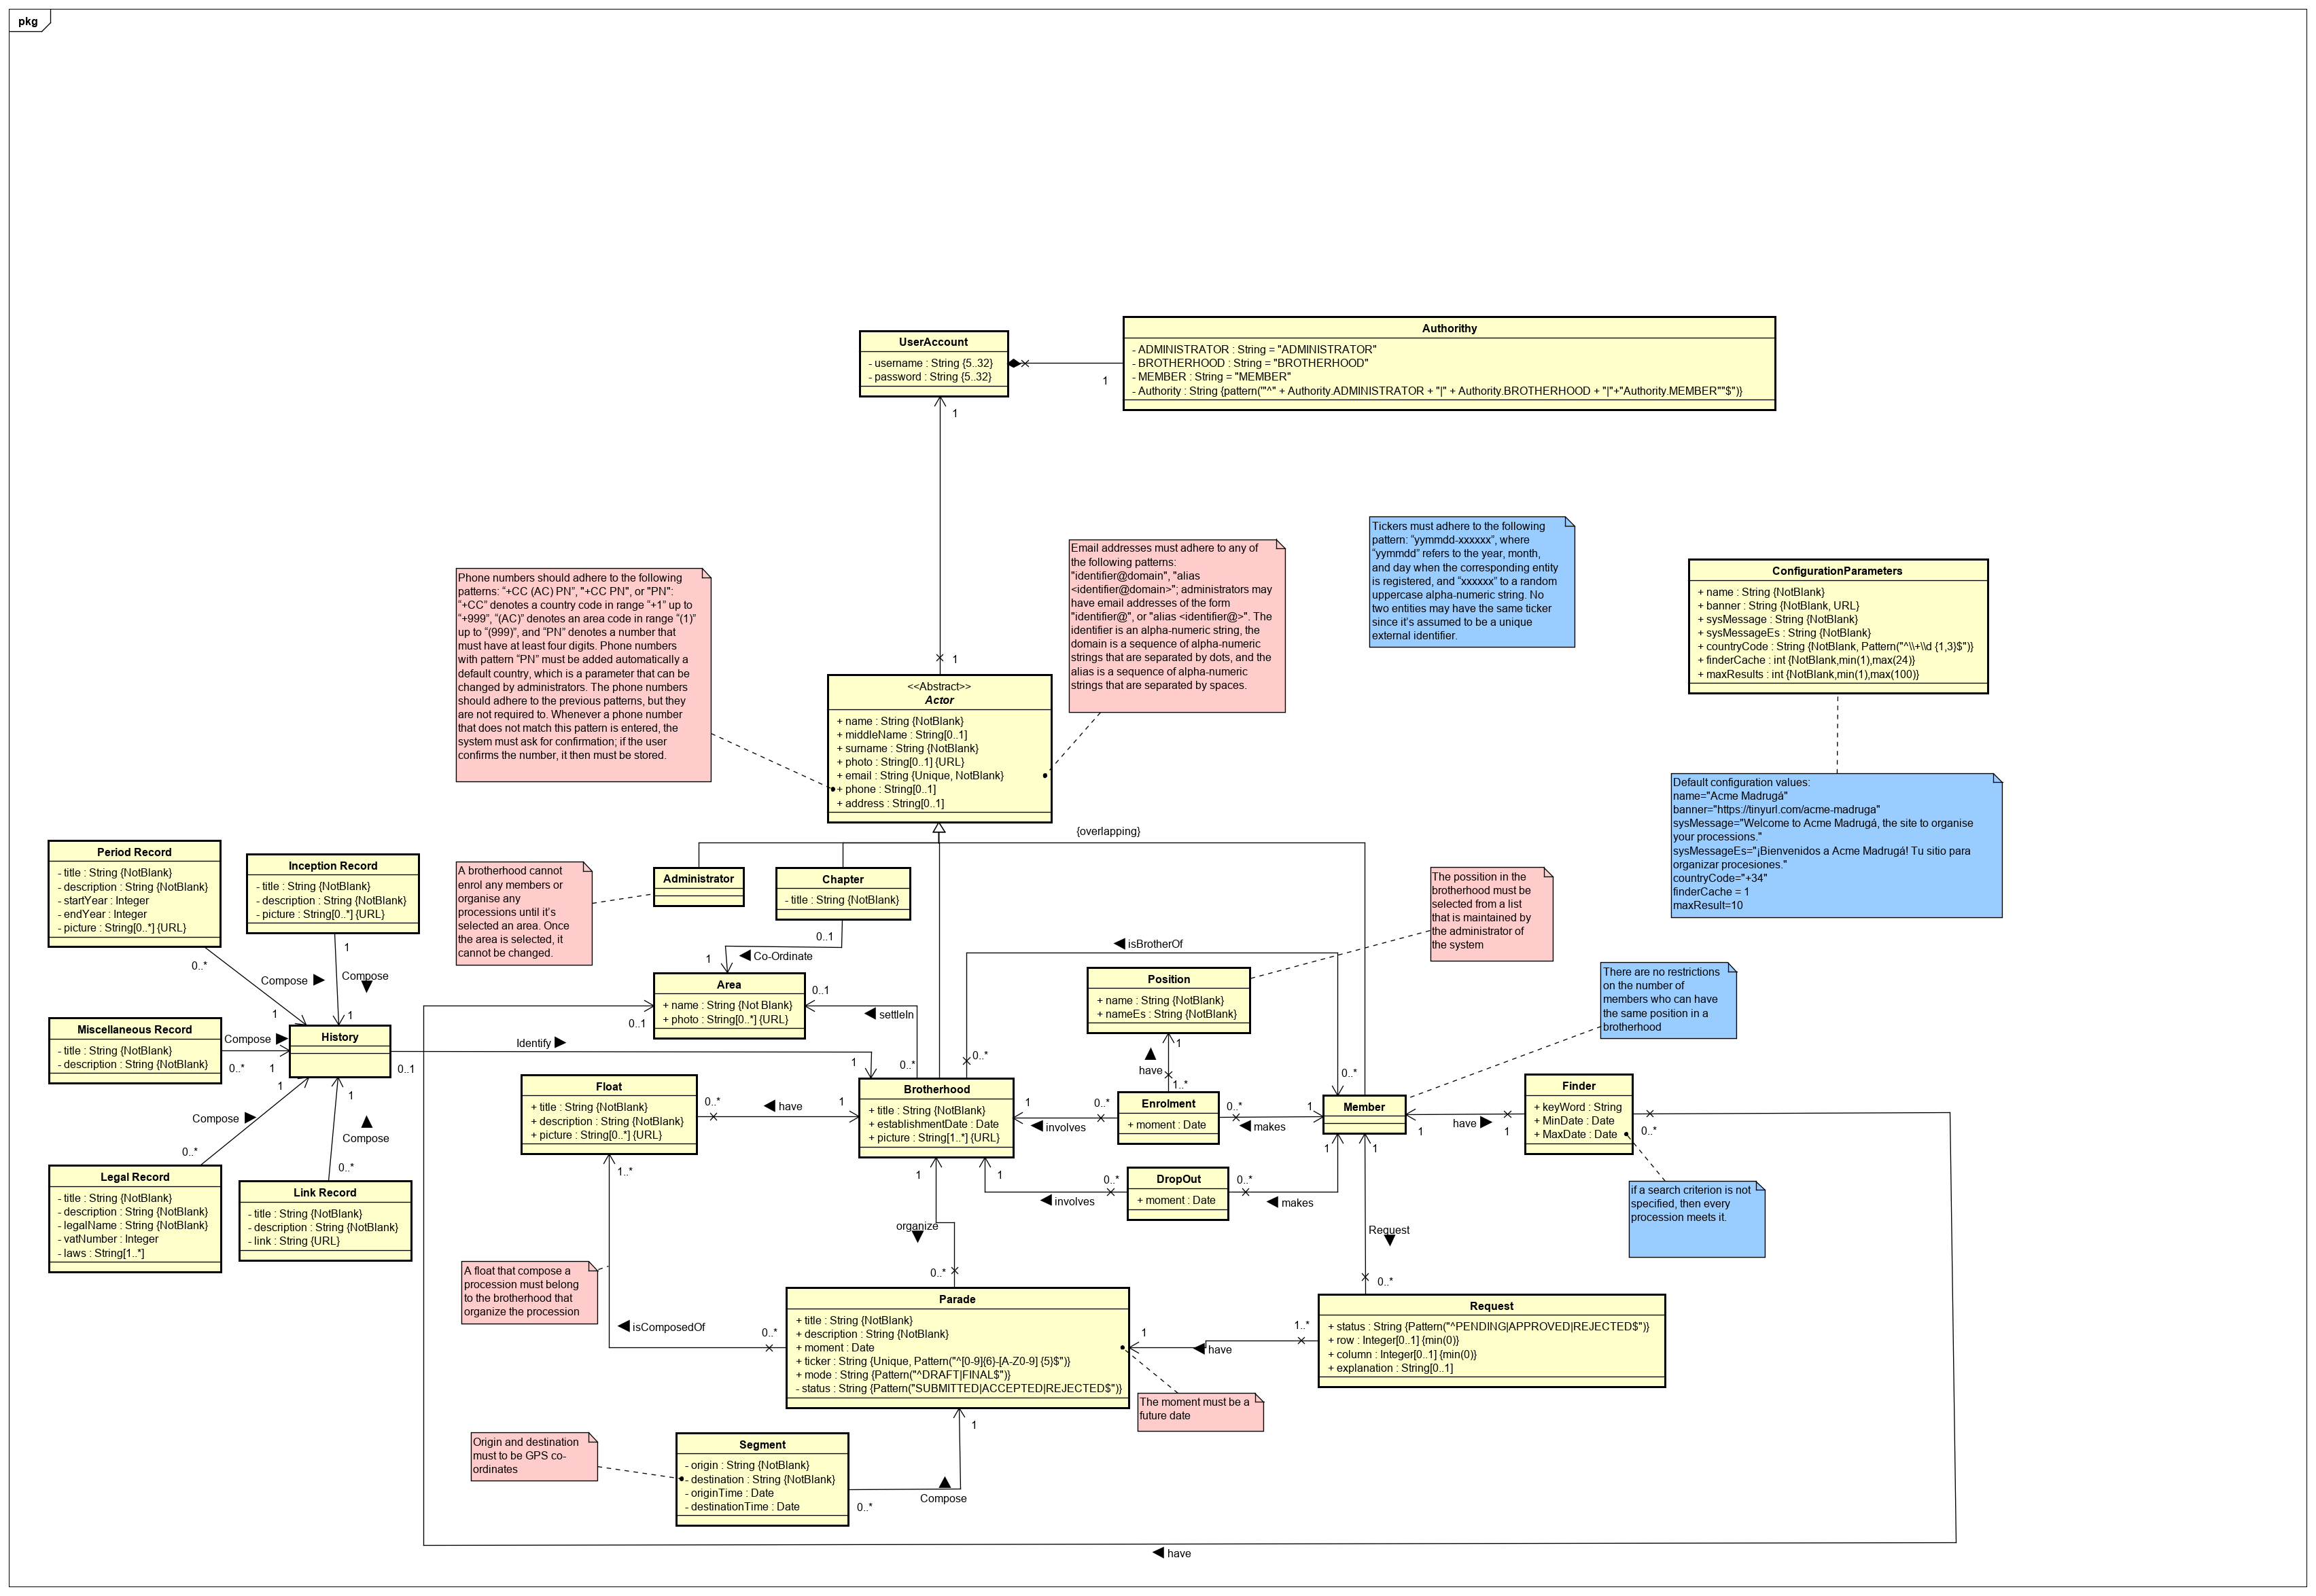 pkg
UserAccount
- username : String {5..32}
- password : String {5..32}
1
1
Authorithy
- ADMINISTRATOR : String = "ADMINISTRATOR"
- BROTHERHOOD : String = "BROTHERHOOD"
- MEMBER : String = "MEMBER"
- Authority : String {pattern('"^" + Authority.ADMINISTRATOR + "|" + Authority.BROTHERHOOD + "|"+"Authority.MEMBER""$")}
Phone numbers should adhere to the following
patterns: “+CC (AC) PN”, "+CC PN", or "PN":
“+CC” denotes a country code in range “+1” up to
“+999”, “(AC)” denotes an area code in range “(1)”
up to “(999)”, and “PN” denotes a number that
must have at least four digits. Phone numbers
with pattern “PN” must be added automatically a
default country, which is a parameter that can be
changed by administrators. The phone numbers
should adhere to the previous patterns, but they
are not required to. Whenever a phone number
that does not match this pattern is entered, the
system must ask for confirmation; if the user
confirms the number, it then must be stored.
Email addresses must adhere to any of
the following patterns:
"identifier@domain", "alias
<identifier@domain>"; administrators may
have email addresses of the form
"identifier@", or "alias <identifier@>". The
identifier is an alpha-numeric string, the
domain is a sequence of alpha-numeric
strings that are separated by dots, and the
alias is a sequence of alpha-numeric
strings that are separated by spaces.
Tickers must adhere to the following
pattern: “yymmdd-xxxxxx”, where
“yymmdd” refers to the year, month,
and day when the corresponding entity
is registered, and “xxxxxx” to a random
uppercase alpha-numeric string. No
two entities may have the same ticker
since it’s assumed to be a unique
external identifier.
ConfigurationParameters
+ name : String {NotBlank}
+ banner : String {NotBlank, URL}
+ sysMessage : String {NotBlank}
+ sysMessageEs : String {NotBlank}
+ countryCode : String {NotBlank, Pattern("^\\+\\d {1,3}$")}
+ finderCache : int {NotBlank,min(1),max(24)}
+ maxResults : int {NotBlank,min(1),max(100)}
Default configuration values:
name="Acme Madrugá"
banner="https://tinyurl.com/acme-madruga"
sysMessage="Welcome to Acme Madrugá, the site to organise
your processions."
sysMessageEs="¡Bienvenidos a Acme Madrugá! Tu sitio para
organizar procesiones."
countryCode="+34"
finderCache = 1
maxResult=10
1
<<Abstract>>
Actor
+ name : String {NotBlank}
+ middleName : String[0..1]
+ surname : String {NotBlank}
+ photo : String[0..1] {URL}
+ email : String {Unique, NotBlank}
+ phone : String[0..1]
+ address : String[0..1]
{overlapping}
Period Record
- title : String {NotBlank}
- description : String {NotBlank}
- startYear : Integer
- endYear : Integer
- picture : String[0..*] {URL}
Inception Record
- title : String {NotBlank}
- description : String {NotBlank}
- picture : String[0..*] {URL}
A brotherhood cannot
enrol any members or
organise any
processions until it’s
selected an area. Once
the area is selected, it
cannot be changed.
Administrator
Chapter
- title : String {NotBlank}
0..1
1
Co-Ordinate
The possition in the
brotherhood must be
selected from a list
that is maintained by
the administrator of
the system
isBrotherOf
0..*
0..*
Area
+ name : String {Not Blank}
+ photo : String[0..*] {URL}
0..1
settleIn
0..1
0..*
Position
+ name : String {NotBlank}
+ nameEs : String {NotBlank}
1
have
1..*
There are no restrictions
on the number of
members who can have
the same position in a
brotherhood
0..*
Compose
1
1
Compose
1
Miscellaneous Record
- title : String {NotBlank}
- description : String {NotBlank}
Compose
0..*
1
History
0..1
Identify
1
Float
+ title : String {NotBlank}
+ description : String {NotBlank}
+ picture : String[0..*] {URL}
0..*
have
1
Brotherhood
+ title : String {NotBlank}
+ establishmentDate : Date
+ picture : String[1..*] {URL}
1
involves
0..*
Enrolment
+ moment : Date
0..*
makes
1
Member
1
have
1
Finder
+ keyWord : String
+ MinDate : Date
+ MaxDate : Date
0..*
1
Compose
0..*
1
Compose
0..*
Legal Record
- title : String {NotBlank}
- description : String {NotBlank}
- legalName : String {NotBlank}
- vatNumber : Integer
- laws : String[1..*]
Link Record
- title : String {NotBlank}
- description : String {NotBlank}
- link : String {URL}
1..*
1
1
involves
0..*
DropOut
+ moment : Date
0..*
makes
1
1
if a search criterion is not
specified, then every
procession meets it.
organize
0..*
Request
0..*
A float that compose a
procession must belong
to the brotherhood that
organize the procession
isComposedOf
0..*
Parade
+ title : String {NotBlank}
+ description : String {NotBlank}
+ moment : Date
+ ticker : String {Unique, Pattern("^[0-9]{6}-[A-Z0-9] {5}$")}
+ mode : String {Pattern("^DRAFT|FINAL$")}
- status : String {Pattern("SUBMITTED|ACCEPTED|REJECTED$")}
1
have
1..*
Request
+ status : String {Pattern("^PENDING|APPROVED|REJECTED$")}
+ row : Integer[0..1] {min(0)}
+ column : Integer[0..1] {min(0)}
+ explanation : String[0..1]
The moment must be a
future date
Origin and destination
must to be GPS co-
ordinates
Segment
- origin : String {NotBlank}
- destination : String {NotBlank}
- originTime : Date
- destinationTime : Date
0..*
Compose
1
have